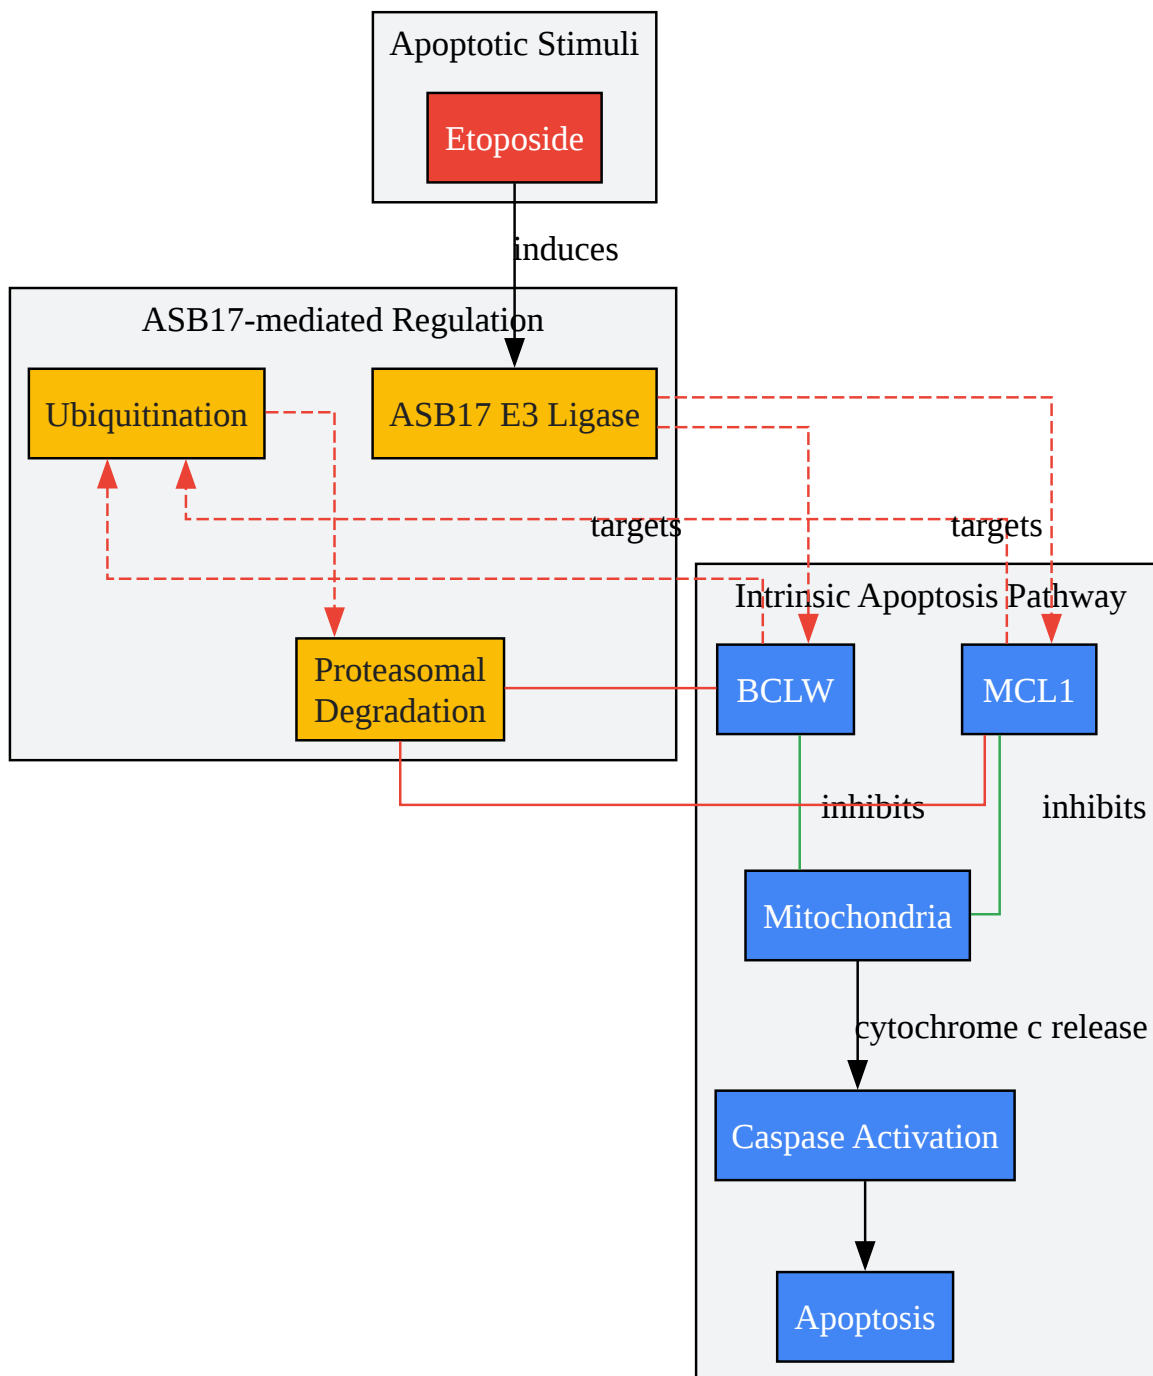 Apoptotic Stimuli
Etoposide
induces
ASB17-mediated Regulation
Ubiquitination
ASB17 E3 Ligase
targets
targets
Intrinsic Apoptosis Pathway
Proteasomal
Degradation
BCLW
MCL1
inhibits
inhibits
Mitochondria
cytochrome c release
Caspase Activation
Apoptosis